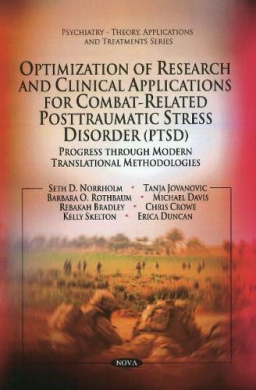 PSYCHIATRY - THEORY, APPLICATIONS
AND TREATMENTS SERIES
OPTIMIZATION OF RESEARCH
AND CLINICAL APPLICATIONS
FOR COMBAT-RELATED
POSTTRAUMATIC STRESS
DISORDER (PTSD)
PROGRESS THROUGH MODERN
TRANSLATIONAL METHODOLOGIES
SETH D. NORRHOLM • TANJA JOVANOVIC
BARBARA O. ROTHBAUM • MICHAEL DAVIS
REBAKAH BRADLEY • CHRIS CROWE
KELLY SKELTON • ERICA DUNCAN
NOVA